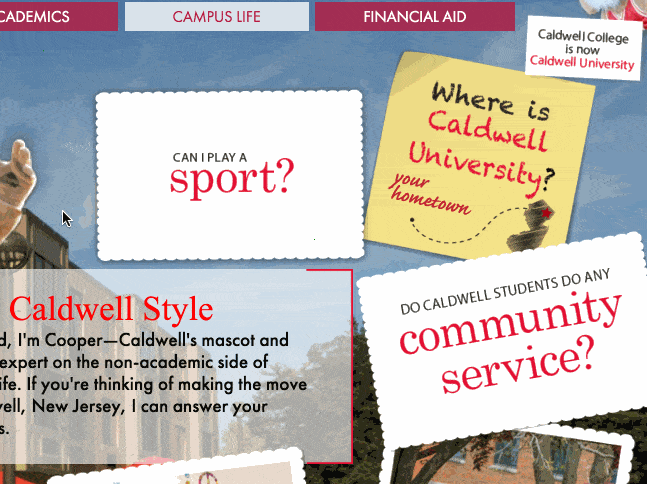 CADEMICS
CAMPUS LIFE
FINANCIAL AID
Caldwell College
is now
Caldwell University
Where is
Caldwell
University?
your
hometown
CAN I PLAY A
sport?
DO CALDWELL STUDENTS DO ANY
community
service?
Caldwell Style
d, I'm Cooper—Caldwell's mascot and
expert on the non-academic side of
ife. If you're thinking of making the move
vell, New Jersey, I can answer your
s.